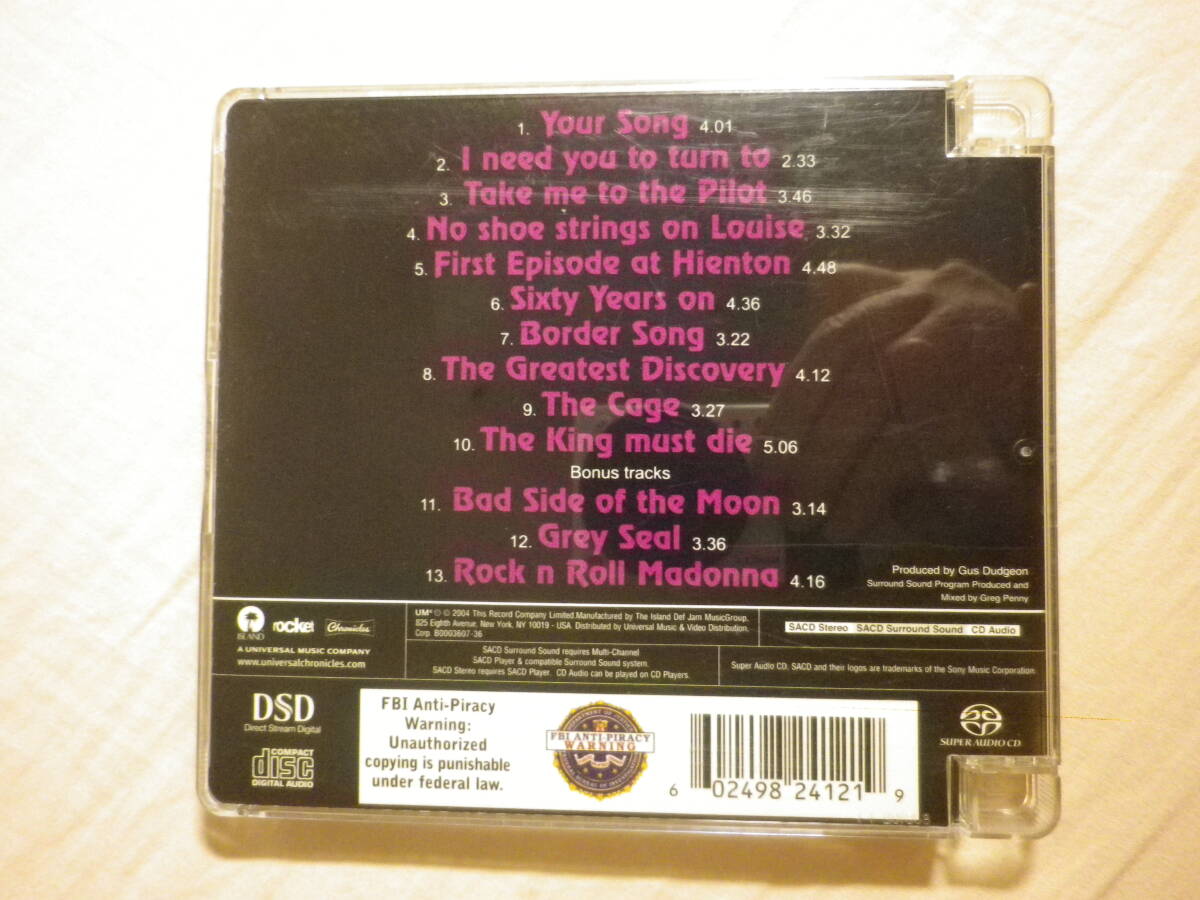 1. Your Song 4.01
2. I need you to turn to 2.33
3. Take me to the Pilot 3.46
4. No shoe strings on Louise 3.32
5. First Episode at Hienton 4.48
6. Sixty Years on 4.36
7. Border Song 3.22
8. The Greatest Discovery 4.12
9. The Cage 3.27
10. The King must die 5.06
Bonus tracks
11. Bad Side of the Moon 3.14
12. Grey Seal 3.36
13. Rock n Roll Madonna 4.16
Produced by Gus Dudgeon
Surround Sound Program Produced and
Mixed by Greg Penny
ISLAND rocket Chronicles
A UNIVERSAL MUSIC COMPANY
www.universalchronicles.com
UMe ℗ © 2004 This Record Company Limited.Manufactured by The Island Def Jam MusicGroup,
825 Eighth Avenue, New York, NY 10019 - USA. Distributed by Universal Music & Video Distribution,
Corp. B0003607-36
SACD Stereo SACD Surround Sound CD Audio
SACD Surround Sound requires Multi-Channel
SACD Player & compatible Surround Sound system.
SACD Stereo requires SACD Player. CD Audio can be played on CD Players.
Super Audio CD, SACD and their logos are trademarks of the Sony Music Corporation.
DSD
Direct Stream Digital
COMPACT
disc
DIGITAL AUDIO
FBI Anti-Piracy
Warning:
Unauthorized
copying is punishable
under federal law.
FBI ANTI-PIRACY
WARNING
6 02498 24121 9
SUPER AUDIO CD